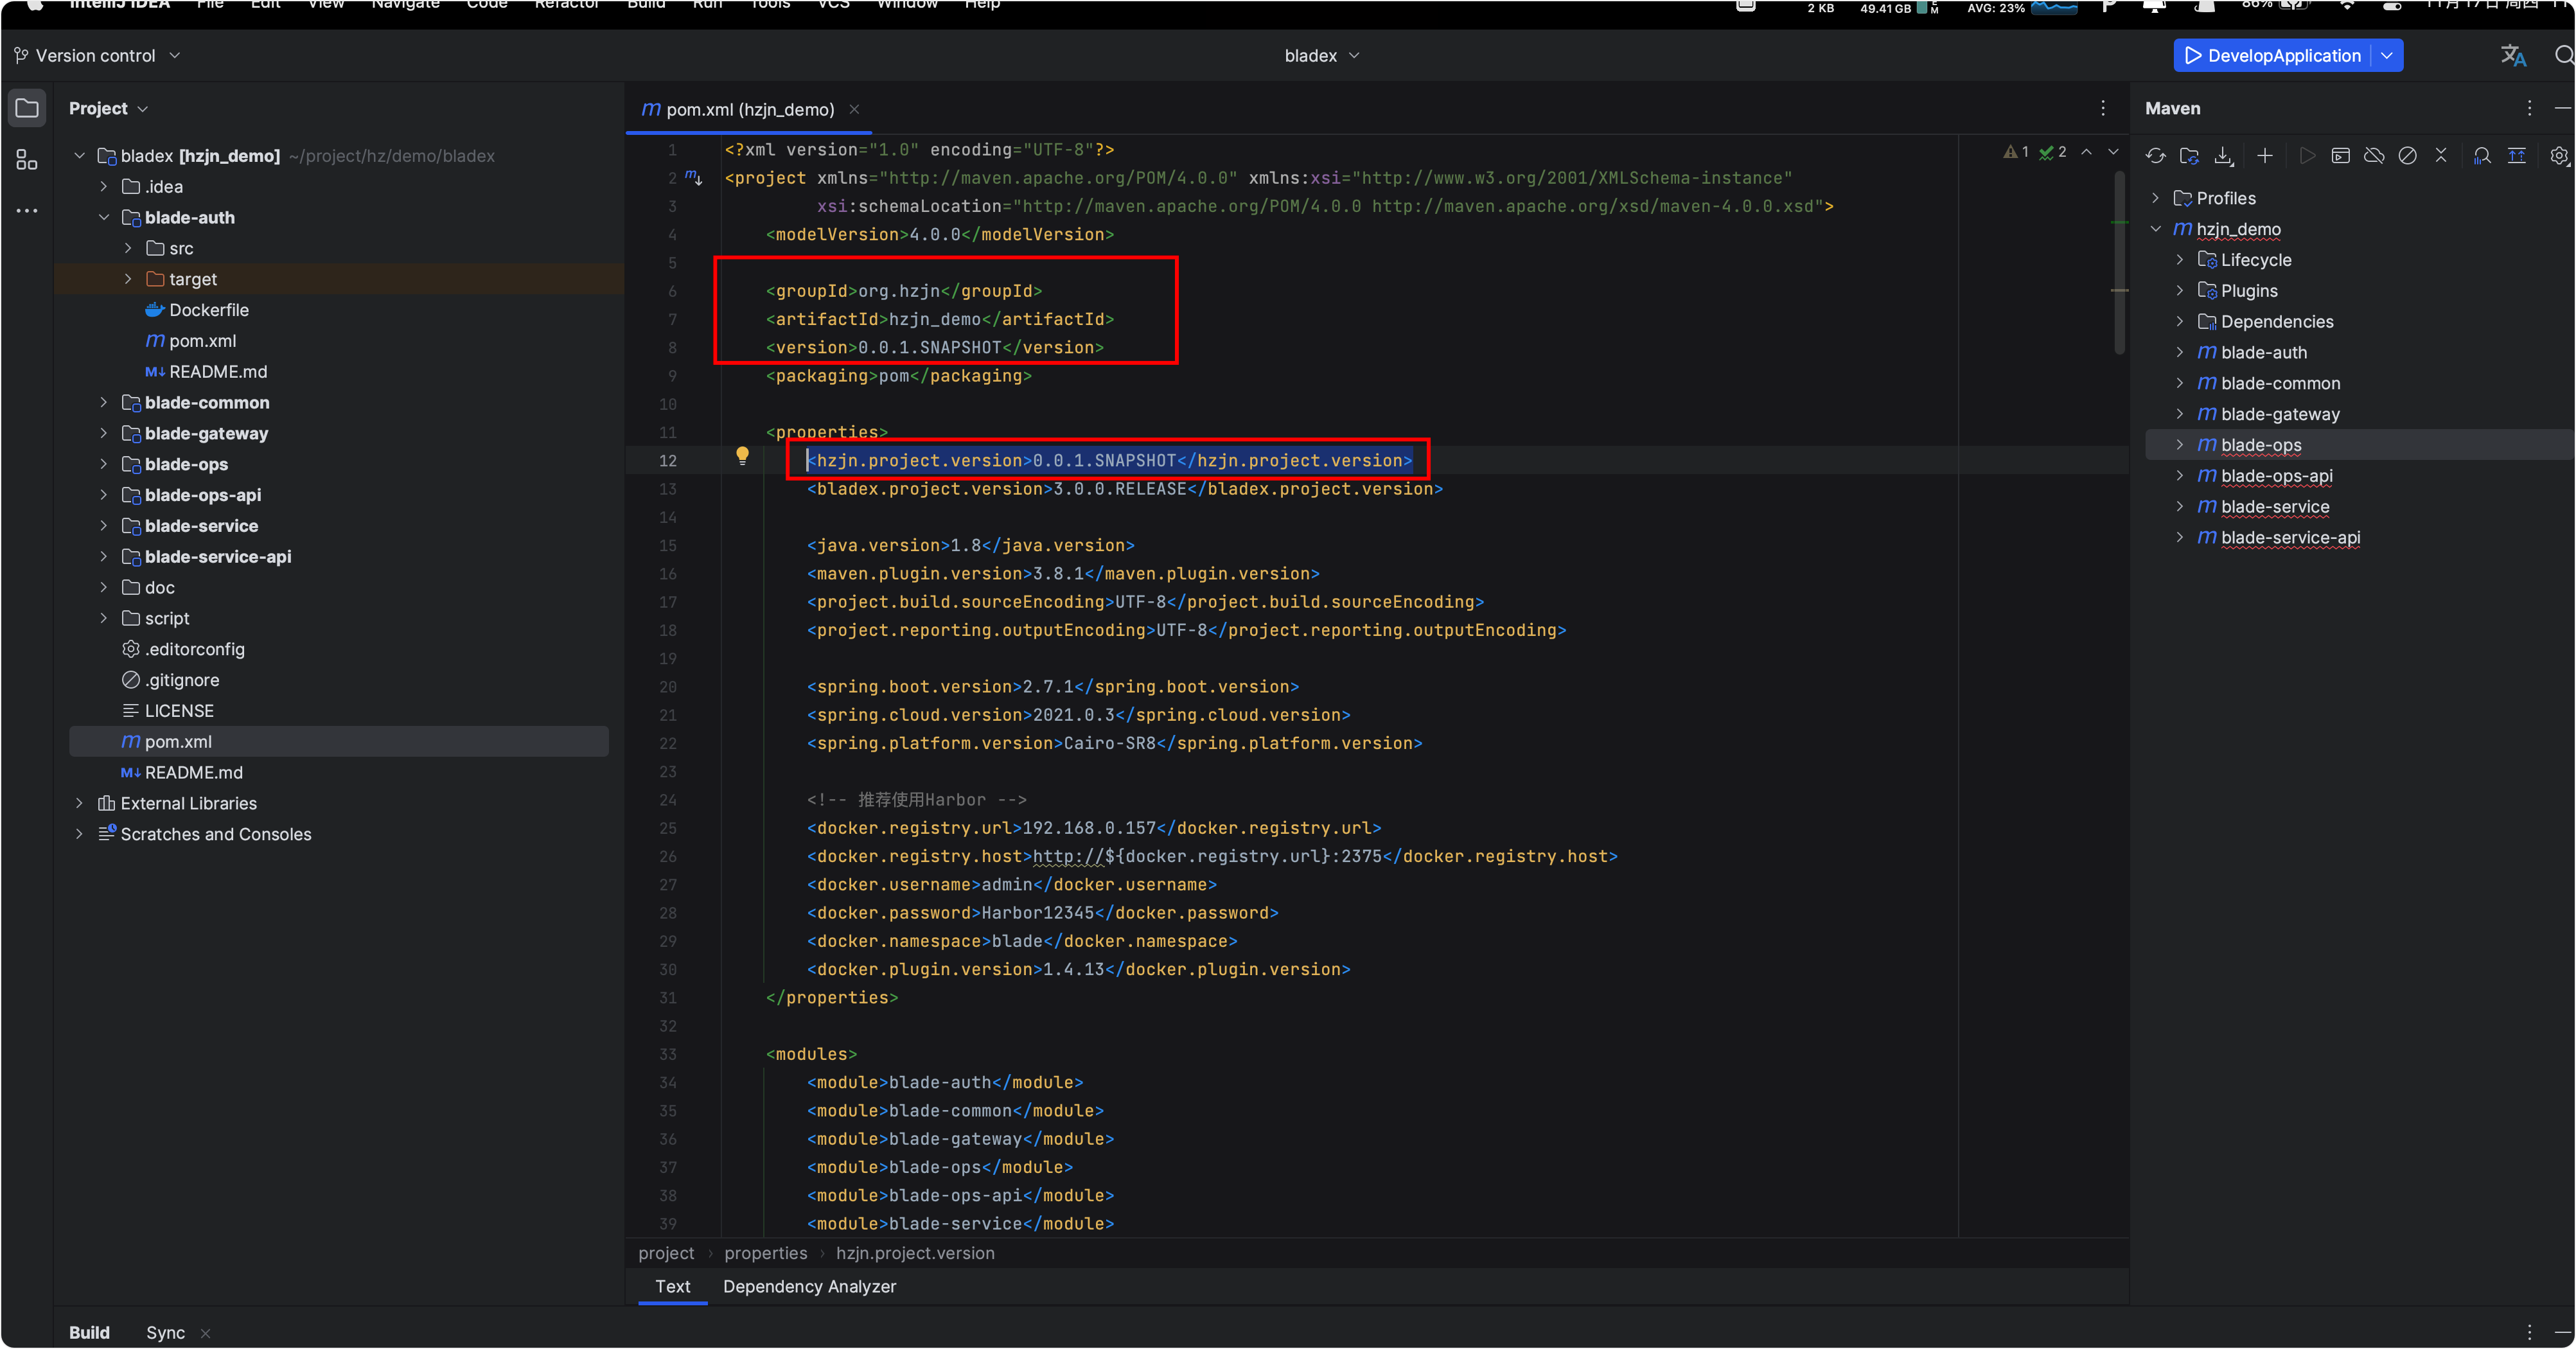 IntelliJ IDEA File Edit View Navigate Code Refactor Build Run Tools VCS Window Help 2 KB 49.41 GB AVG: 23% 86% 11月17日 周四
Version control
bladex
DevelopApplication
Project
pom.xml (hzjn_demo)
Maven
bladex [hzjn_demo] ~/project/hz/demo/bladex
.idea
blade-auth
src
target
Dockerfile
pom.xml
M↓ README.md
blade-common
blade-gateway
blade-ops
blade-ops-api
blade-service
blade-service-api
doc
script
.editorconfig
.gitignore
LICENSE
pom.xml
M↓ README.md
External Libraries
Scratches and Consoles
1 <?xml version="1.0" encoding="UTF-8"?>
2 <project xmlns="http://maven.apache.org/POM/4.0.0" xmlns:xsi="http://www.w3.org/2001/XMLSchema-instance"
3 xsi:schemaLocation="http://maven.apache.org/POM/4.0.0 http://maven.apache.org/xsd/maven-4.0.0.xsd">
4 <modelVersion>4.0.0</modelVersion>
5
6 <groupId>org.hzjn</groupId>
7 <artifactId>hzjn_demo</artifactId>
8 <version>0.0.1.SNAPSHOT</version>
9 <packaging>pom</packaging>
10
11 <properties>
12 <hzjn.project.version>0.0.1.SNAPSHOT</hzjn.project.version>
13 <bladex.project.version>3.0.0.RELEASE</bladex.project.version>
14
15 <java.version>1.8</java.version>
16 <maven.plugin.version>3.8.1</maven.plugin.version>
17 <project.build.sourceEncoding>UTF-8</project.build.sourceEncoding>
18 <project.reporting.outputEncoding>UTF-8</project.reporting.outputEncoding>
19
20 <spring.boot.version>2.7.1</spring.boot.version>
21 <spring.cloud.version>2021.0.3</spring.cloud.version>
22 <spring.platform.version>Cairo-SR8</spring.platform.version>
23
24 <!-- 推荐使用Harbor -->
25 <docker.registry.url>192.168.0.157</docker.registry.url>
26 <docker.registry.host>http://${docker.registry.url}:2375</docker.registry.host>
27 <docker.username>admin</docker.username>
28 <docker.password>Harbor12345</docker.password>
29 <docker.namespace>blade</docker.namespace>
30 <docker.plugin.version>1.4.13</docker.plugin.version>
31 </properties>
32
33 <modules>
34 <module>blade-auth</module>
35 <module>blade-common</module>
36 <module>blade-gateway</module>
37 <module>blade-ops</module>
38 <module>blade-ops-api</module>
39 <module>blade-service</module>
1 2
Profiles
hzjn_demo
Lifecycle
Plugins
Dependencies
blade-auth
blade-common
blade-gateway
blade-ops
blade-ops-api
blade-service
blade-service-api
project › properties › hzjn.project.version
Text Dependency Analyzer
Build Sync